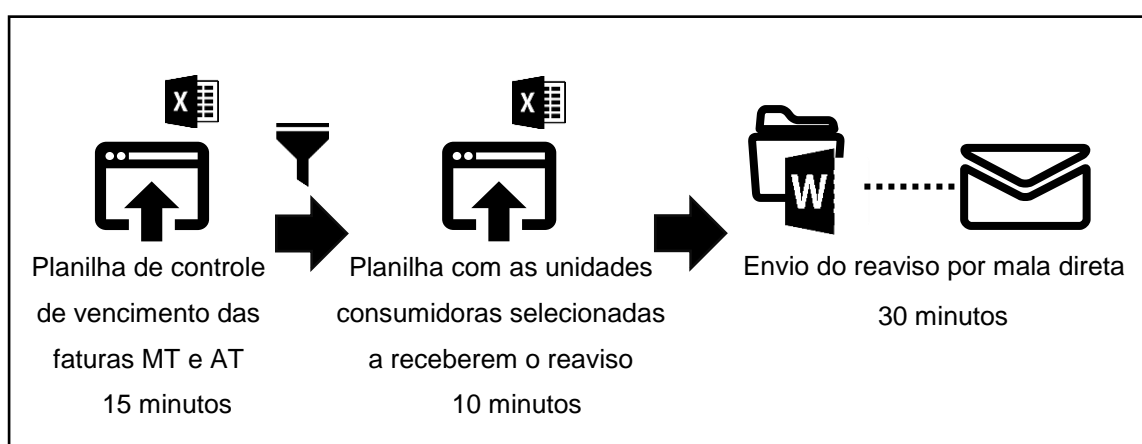 X
X
W
Planilha de controle
de vencimento das
faturas MT e AT
15 minutos
Planilha com as unidades
consumidoras selecionadas
a receberem o reaviso
10 minutos
Envio do reaviso por mala direta
30 minutos